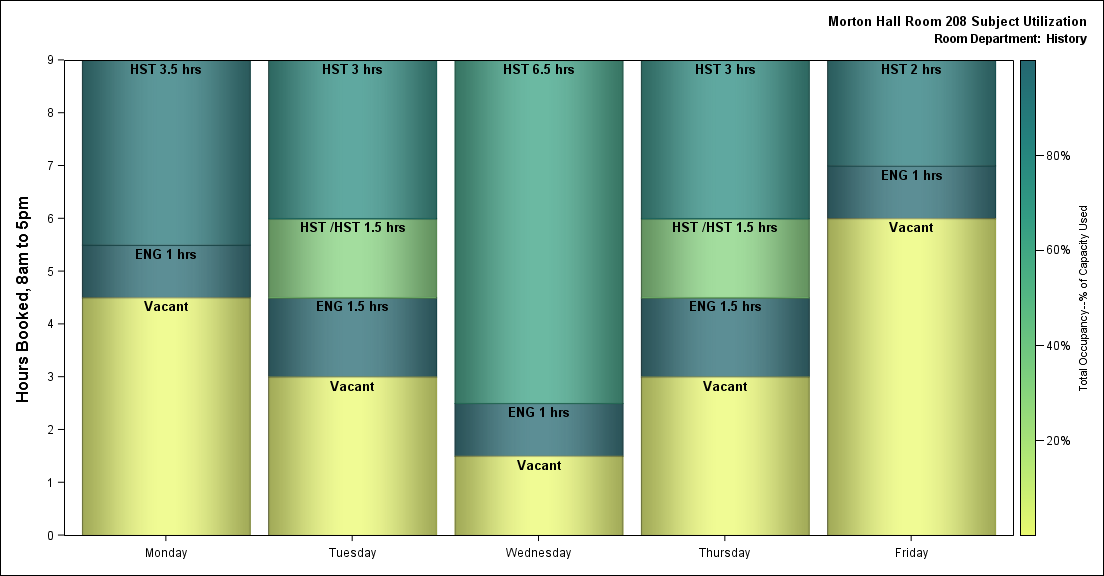 Morton Hall Room 208 Subject Utilization
Room Department: History
Hours Booked, 8am to 5pm
9
8
7
6
5
4
3
2
1
0
HST 3.5 hrs
ENG 1 hrs
Vacant
HST 3 hrs
HST /HST 1.5 hrs
ENG 1.5 hrs
Vacant
HST 6.5 hrs
ENG 1 hrs
Vacant
HST 3 hrs
HST /HST 1.5 hrs
ENG 1.5 hrs
Vacant
HST 2 hrs
ENG 1 hrs
Vacant
Monday
Tuesday
Wednesday
Thursday
Friday
80%
60%
40%
20%
Total Occupancy--% of Capacity Used